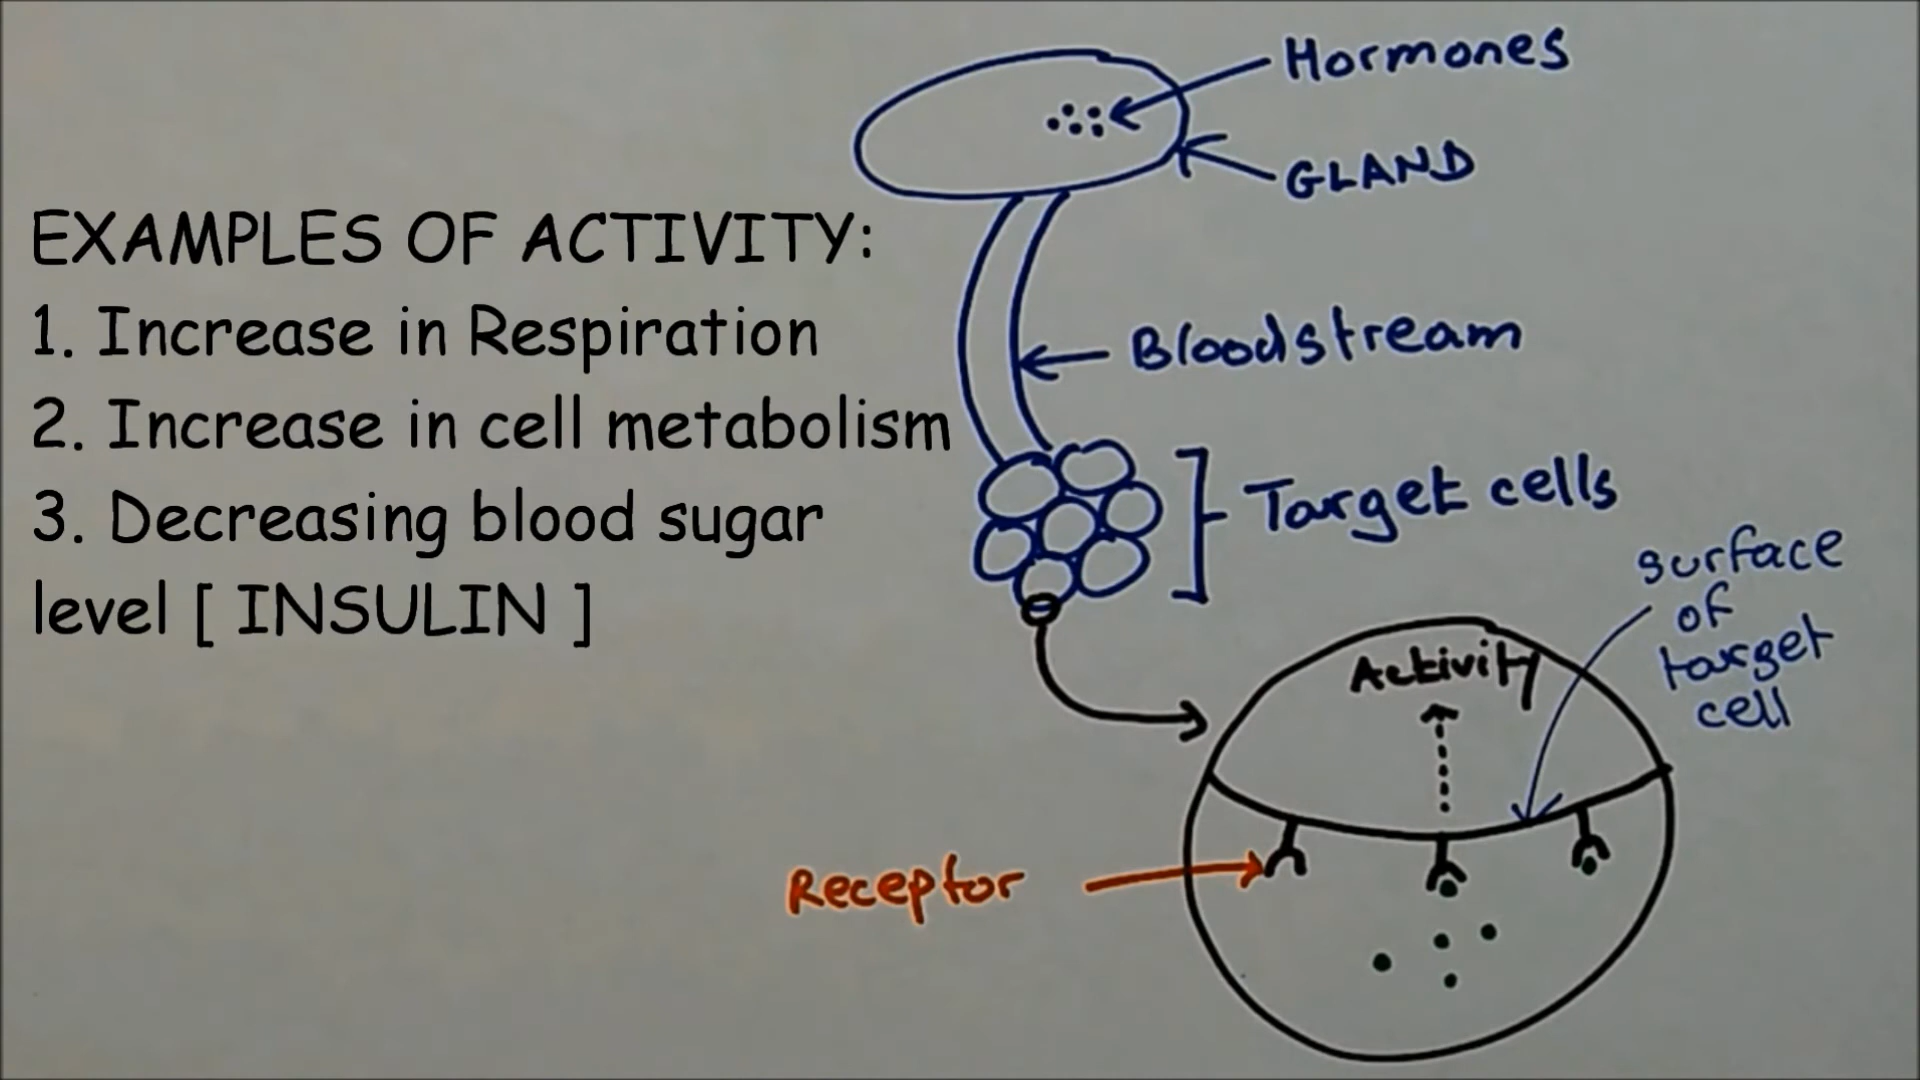 EXAMPLES OF ACTIVITY:
1. Increase in Respiration
2. Increase in cell metabolism
3. Decreasing blood sugar
level [ INSULIN ]
Hormones
GLAND
Bloodstream
Target cells
surface
of
target
cell
Activity
Receptor